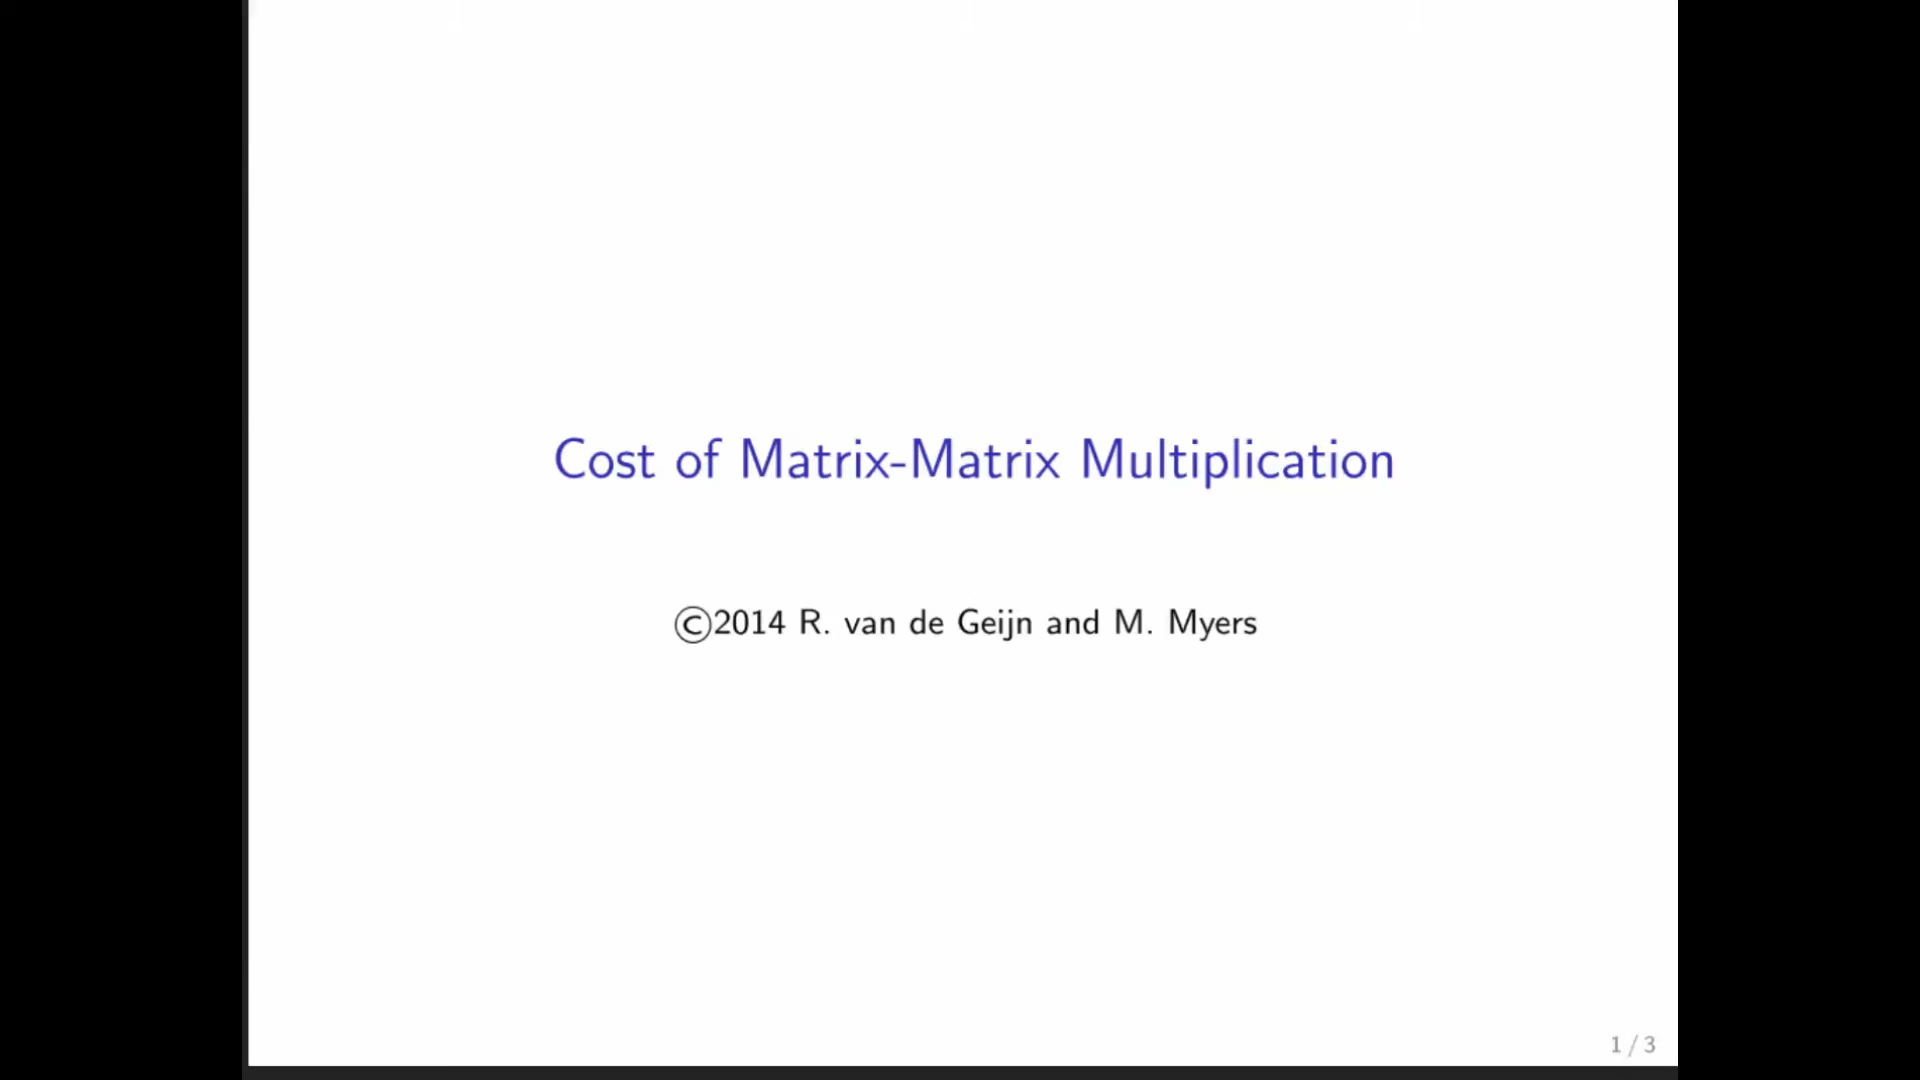 Cost of Matrix-Matrix Multiplication
©2014 R. van de Geijn and M. Myers
1 / 3